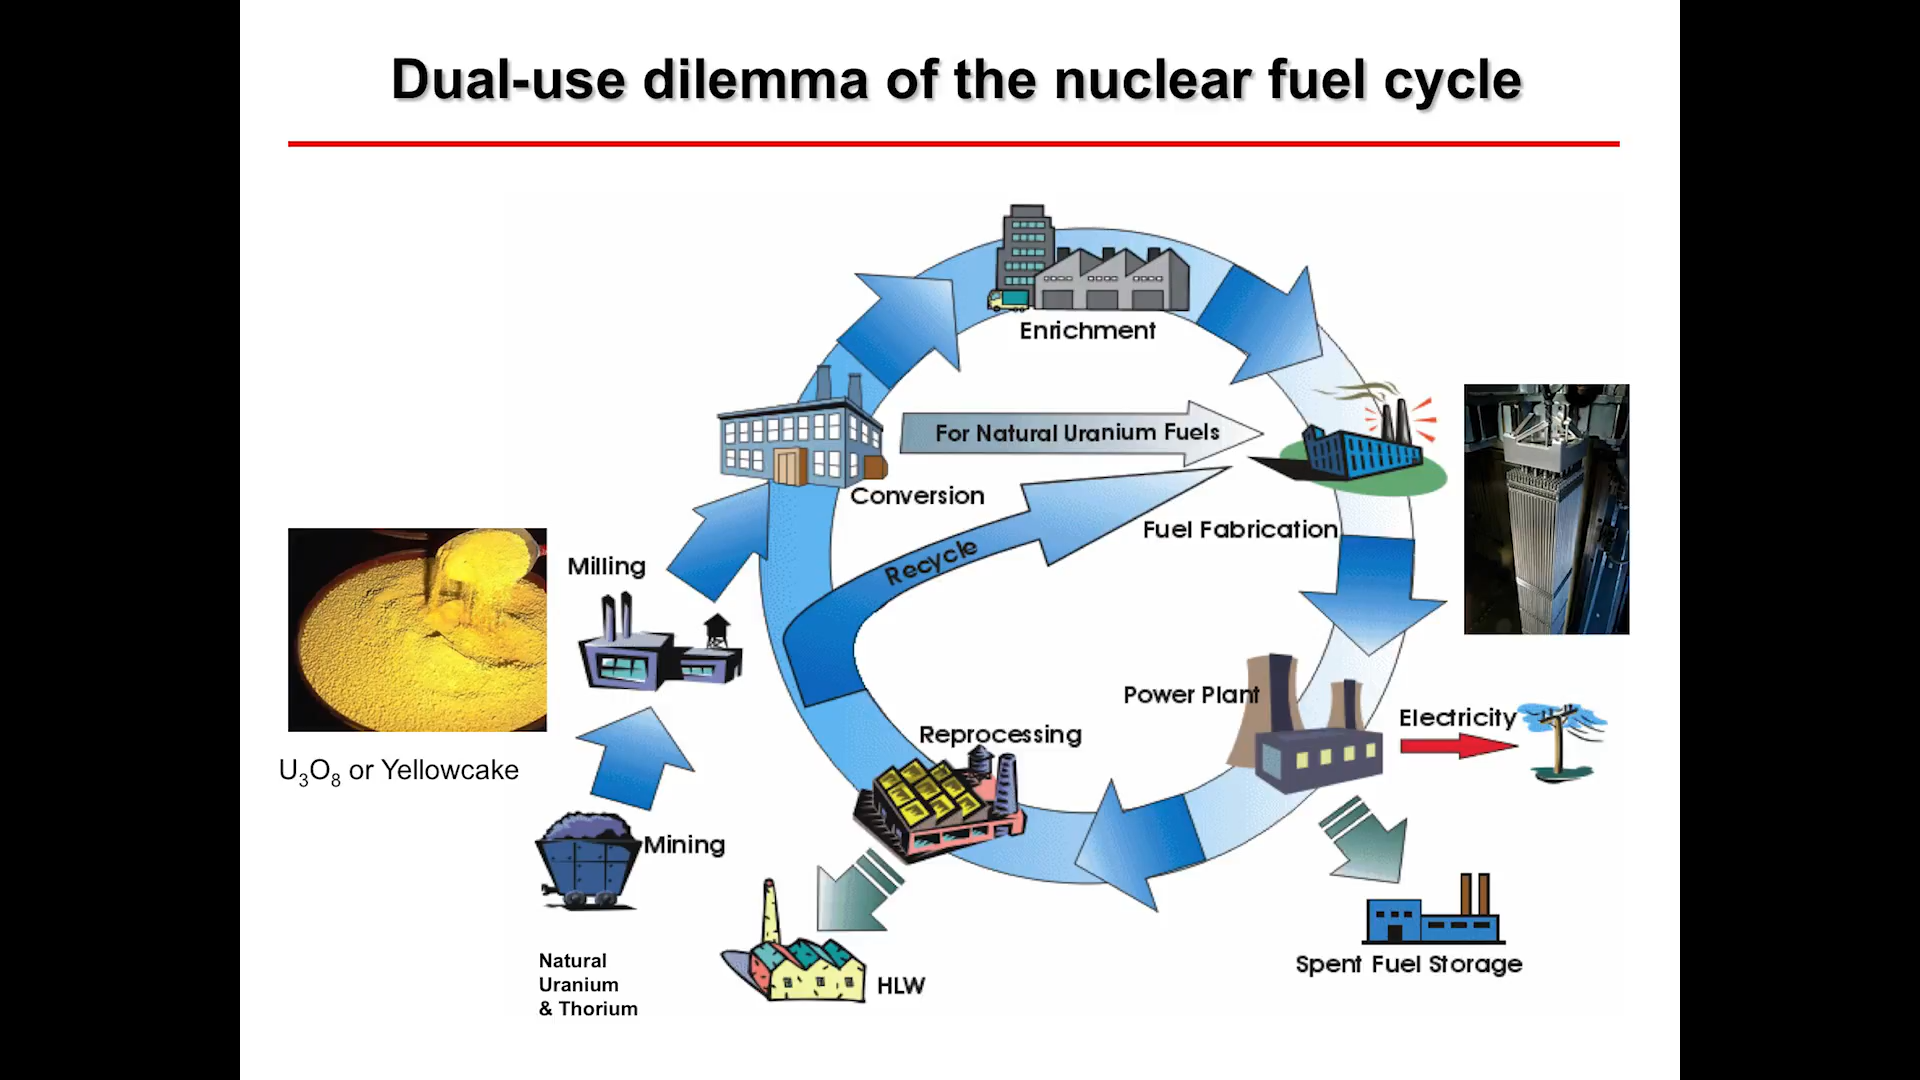 Dual-use dilemma of the nuclear fuel cycle
Enrichment
For Natural Uranium Fuels
Conversion
Fuel Fabrication
Recycle
Milling
Power Plant
Electricity
Reprocessing
U₃O₈ or Yellowcake
Mining
Natural
Uranium
& Thorium
HLW
Spent Fuel Storage